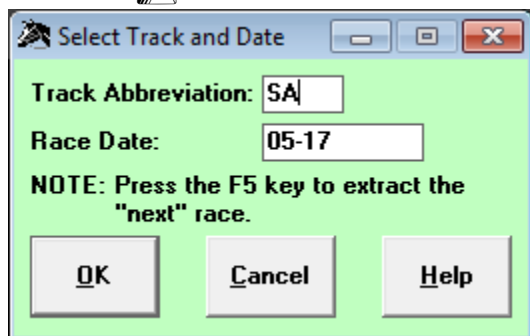 Select Track and Date
Track Abbreviation: SA
Race Date: 05-17
NOTE: Press the F5 key to extract the
"next" race.
OK Cancel Help